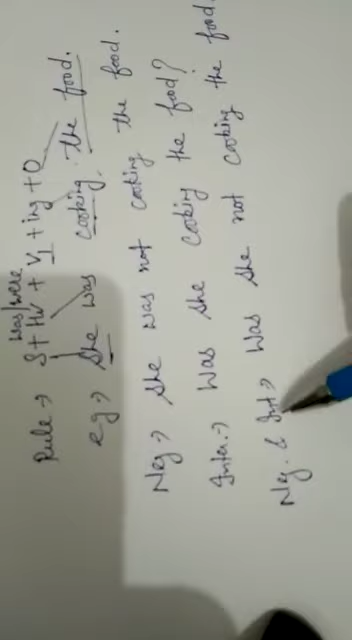 was/were
Rule → S + HV + V1 + ing + O
eg → She was cooking the food.
Neg → She was not cooking the food.
Inter. → Was she cooking the food?
Neg. & Int → Was she not cooking the food.